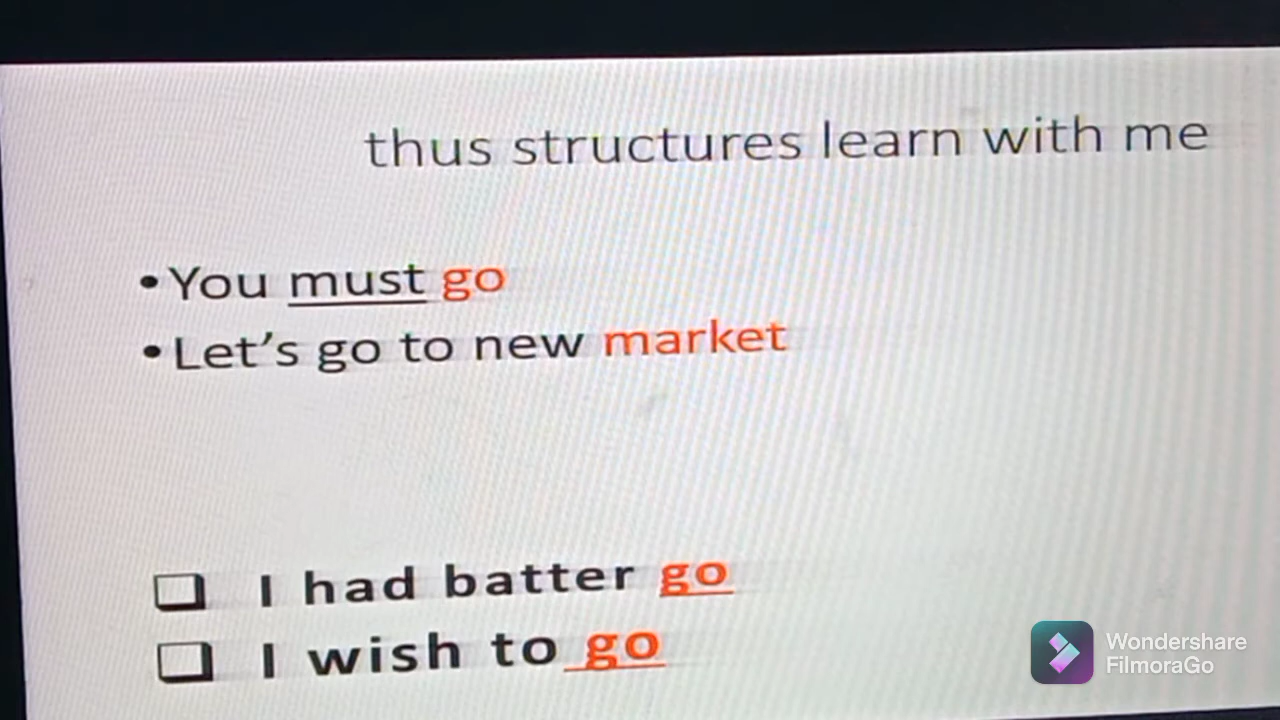 thus structures learn with me
•You must go
•Let's go to new market
❑ I had batter go
❑ I wish to go
Wondershare
FilmoraGo